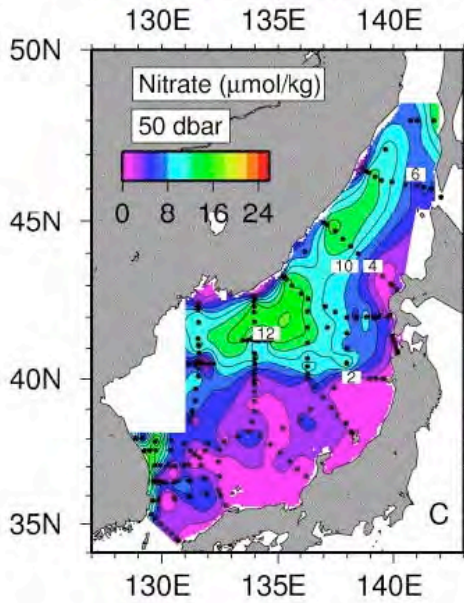 130E 135E 140E
50N
Nitrate (μmol/kg)
50 dbar
0 8 16 24
6
45N
10 4
12
2
40N
35N
C
130E 135E 140E